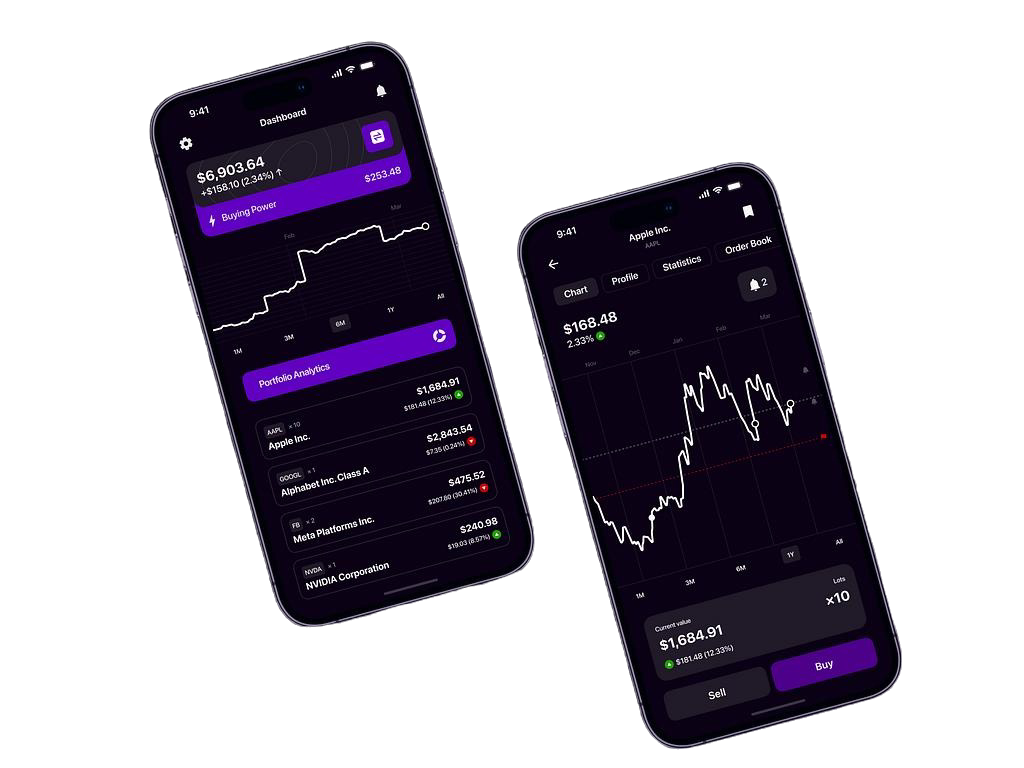 9:41
Dashboard
$6,903.64
+$158.10 (2.34%) ↑
Buying Power $253.48
Feb Mar
1M 3M 6M 1Y All
Portfolio Analytics
AAPL ×10 $1,684.91
Apple Inc. $181.48 (12.33%)
GOOGL ×1 $2,843.54
Alphabet Inc. Class A $7.35 (0.24%)
FB ×2 $475.52
Meta Platforms Inc. $207.80 (30.41%)
NVDA ×1 $240.98
NVIDIA Corporation $19.03 (8.57%)
9:41
Apple Inc.
AAPL
Chart Profile Statistics Order Book
$168.48
2.33%
2
Nov Dec Jan Feb Mar
1M 3M 6M 1Y All
Current value Lots
$1,684.91 ×10
$181.48 (12.33%)
Sell Buy